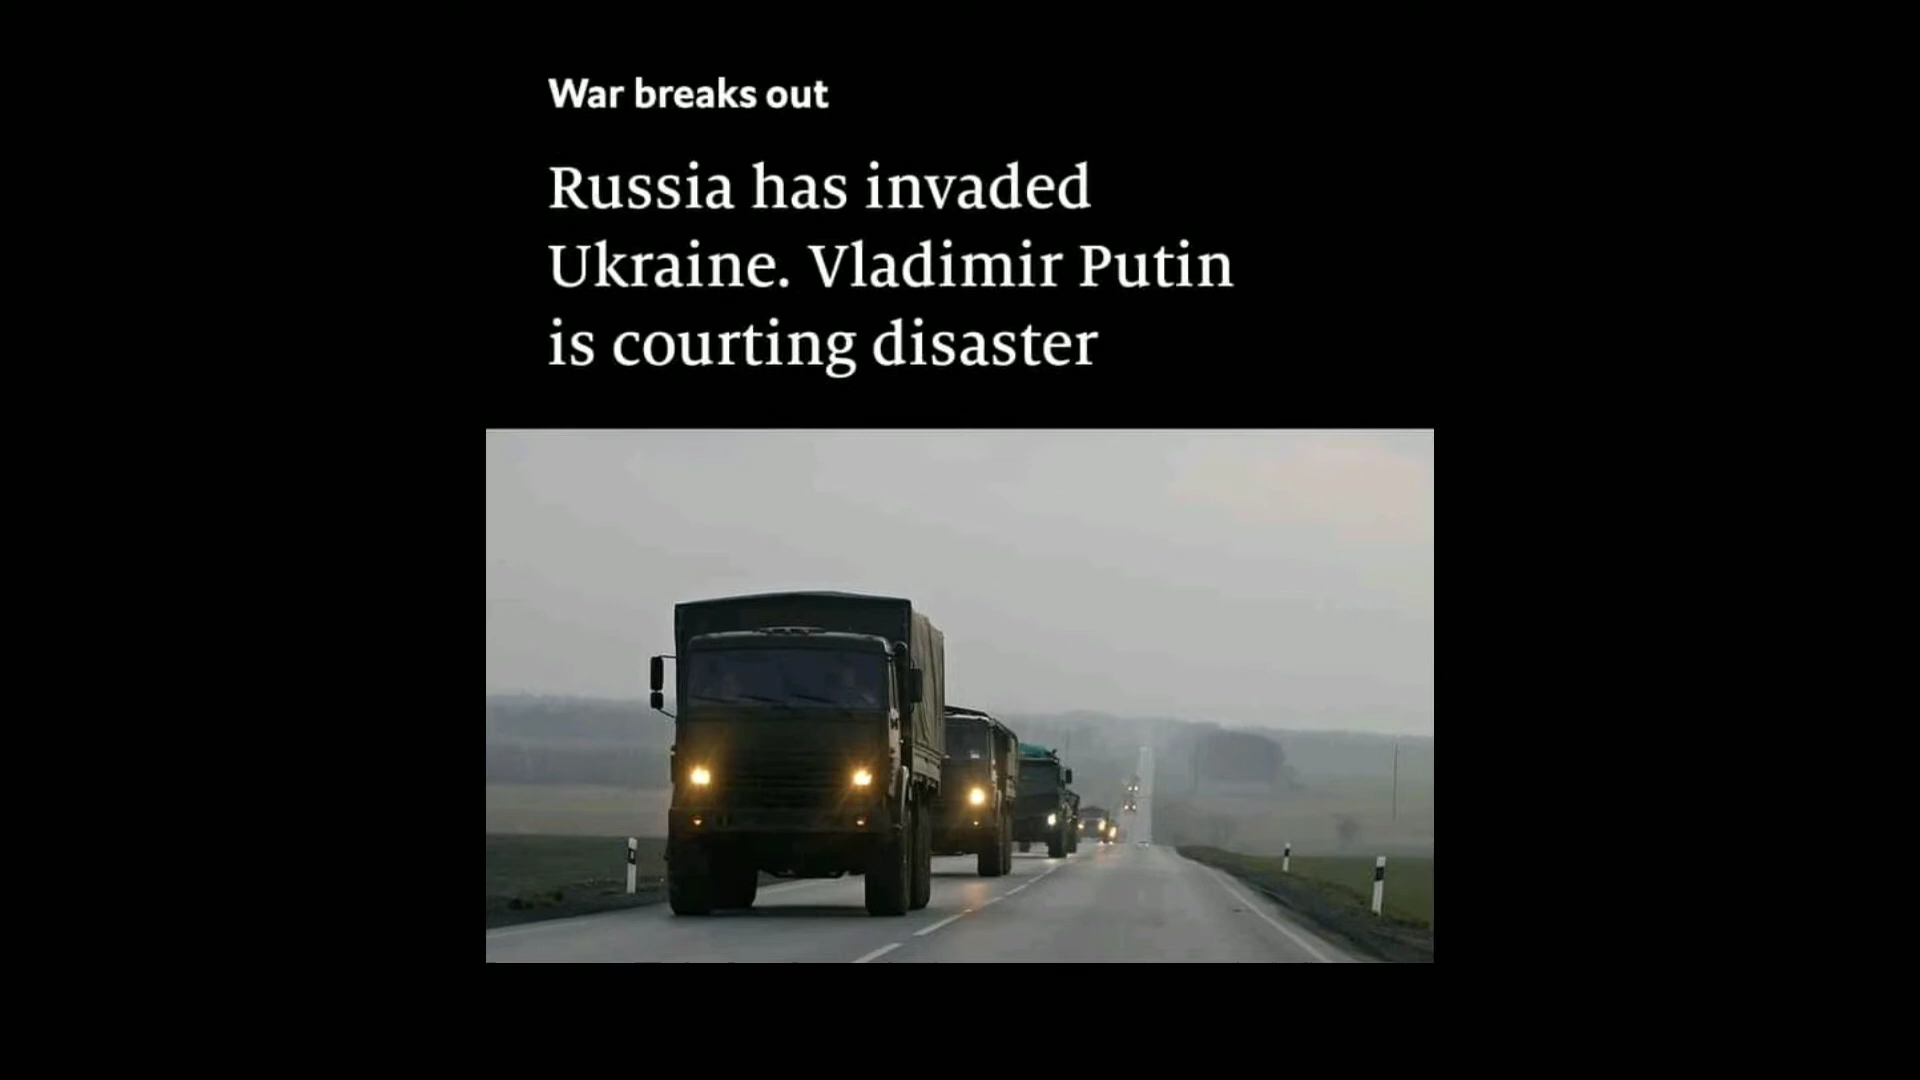 War breaks out
Russia has invaded
Ukraine. Vladimir Putin
is courting disaster